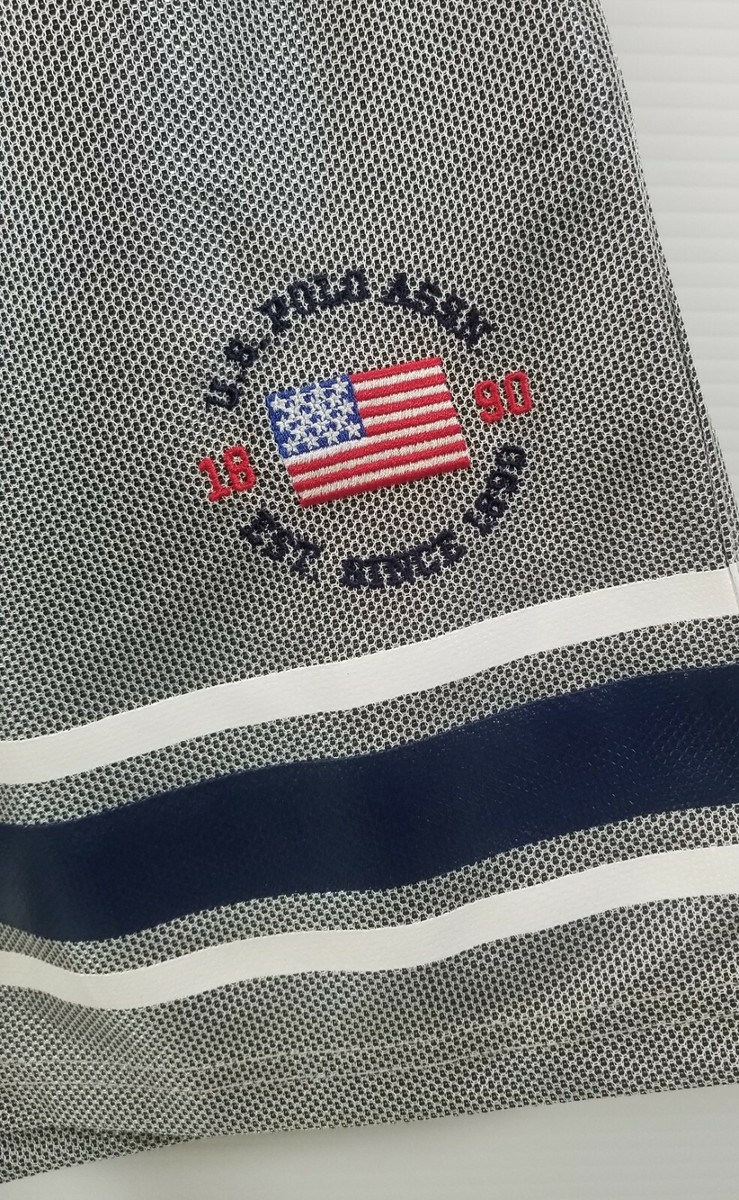 U.S. POLO ASSN
18 90
EST. SINCE 1890